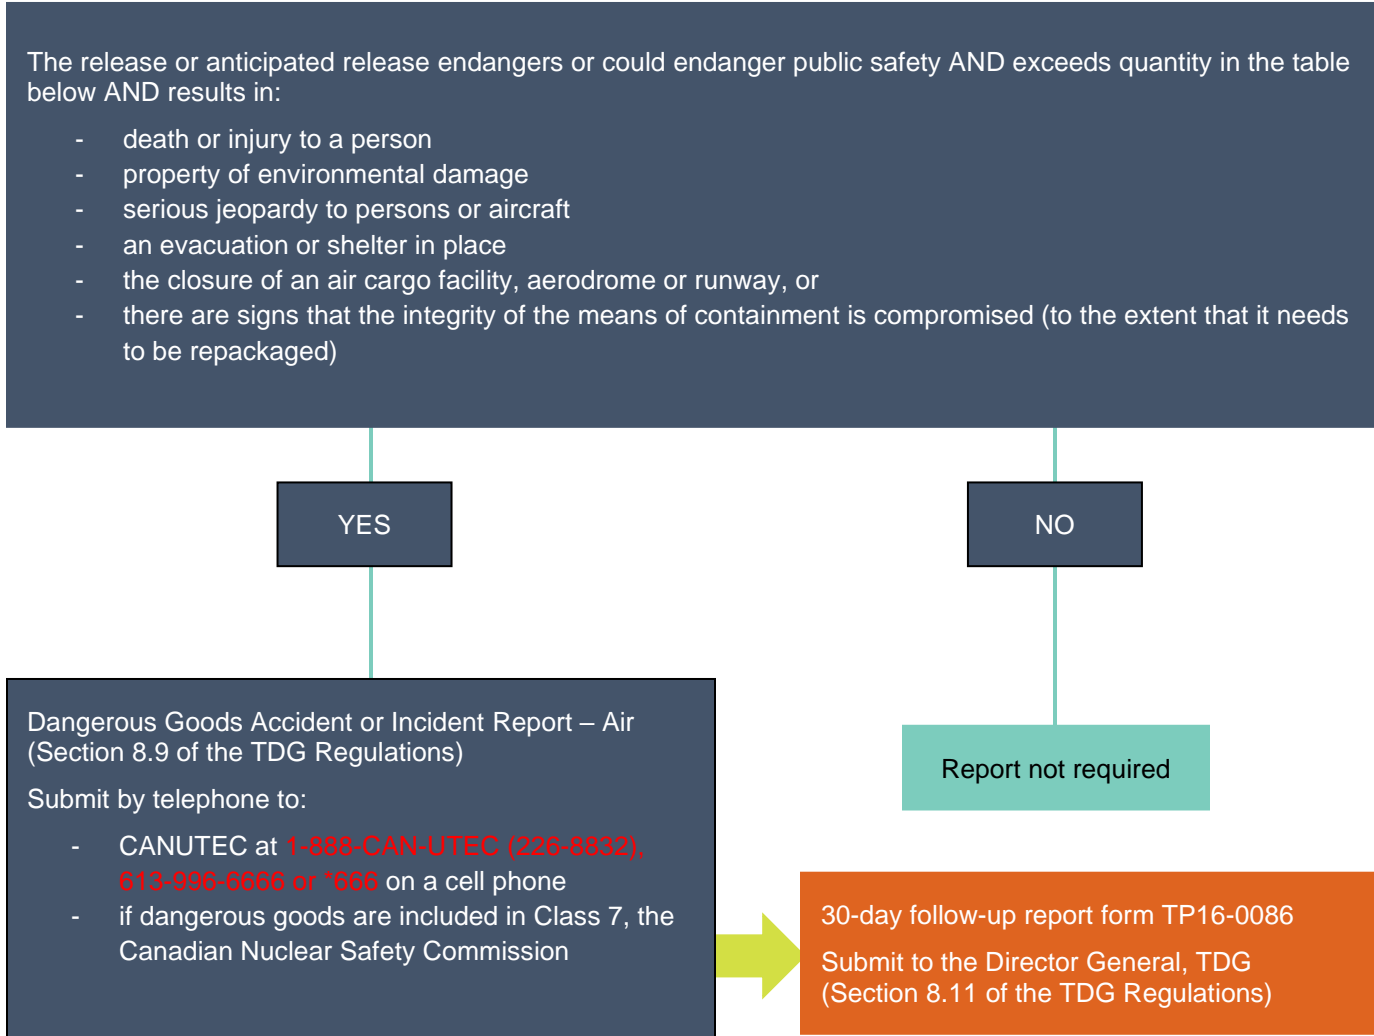 The release or anticipated release endangers or could endanger public safety AND exceeds quantity in the table
below AND results in:
- death or injury to a person
- property of environmental damage
- serious jeopardy to persons or aircraft
- an evacuation or shelter in place
- the closure of an air cargo facility, aerodrome or runway, or
- there are signs that the integrity of the means of containment is compromised (to the extent that it needs
to be repackaged)
YES
NO
Dangerous Goods Accident or Incident Report – Air
(Section 8.9 of the TDG Regulations)
Submit by telephone to:
- CANUTEC at 1-888-CAN-UTEC (226-8832),
613-996-6666 or *666 on a cell phone
- if dangerous goods are included in Class 7, the
Canadian Nuclear Safety Commission
Report not required
30-day follow-up report form TP16-0086
Submit to the Director General, TDG
(Section 8.11 of the TDG Regulations)